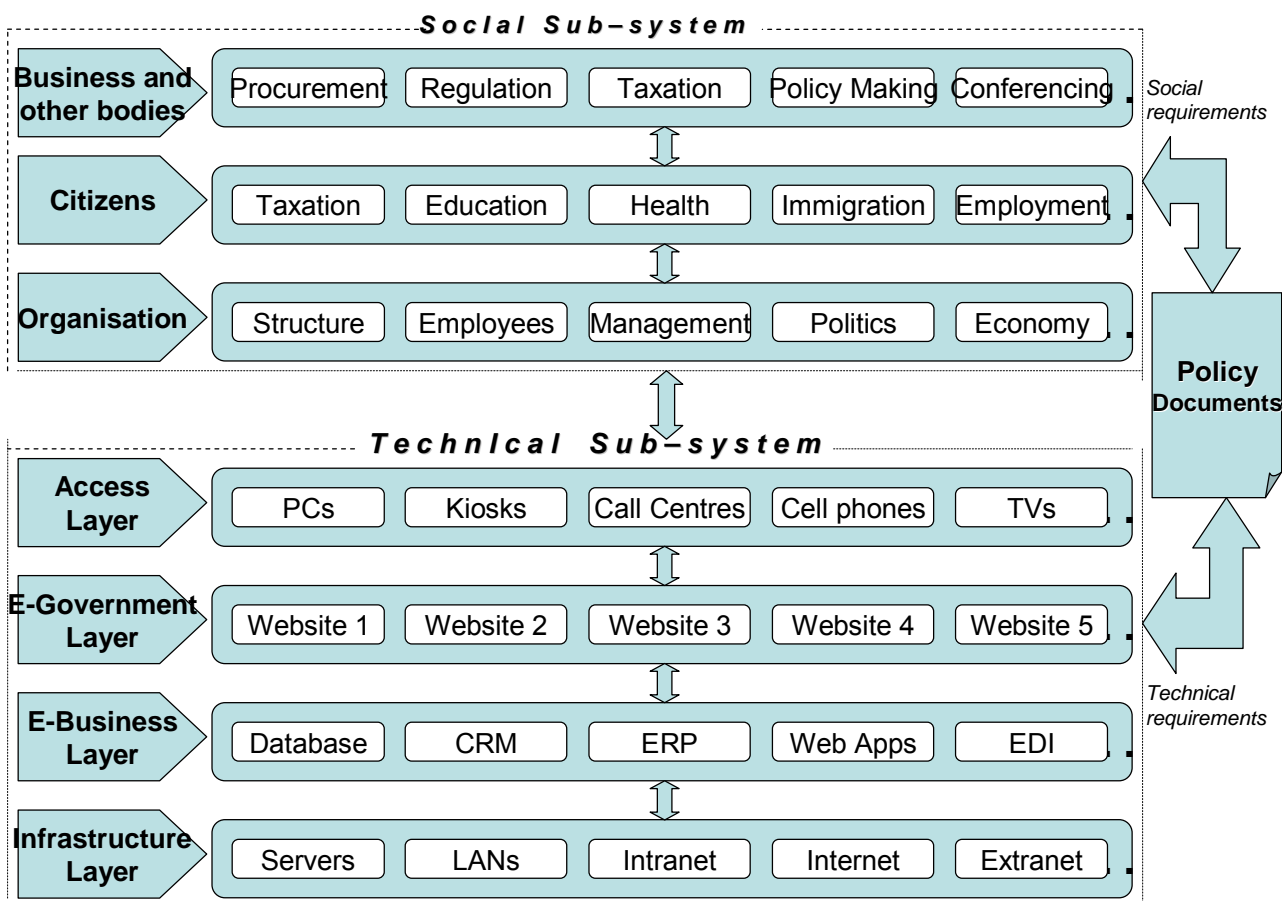 Social Sub–system
Business and
other bodies
Procurement Regulation Taxation Policy Making Conferencing .
Social
requirements
Citizens
Taxation Education Health Immigration Employment . .
Organisation
Structure Employees Management Politics Economy . .
Policy
Documents
TechnIcal Sub–system
Access
Layer
PCs Kiosks Call Centres Cell phones TVs . .
E-Government
Layer
Website 1 Website 2 Website 3 Website 4 Website 5 . .
Technical
requirements
E-Business
Layer
Database CRM ERP Web Apps EDI . .
Infrastructure
Layer
Servers LANs Intranet Internet Extranet . .